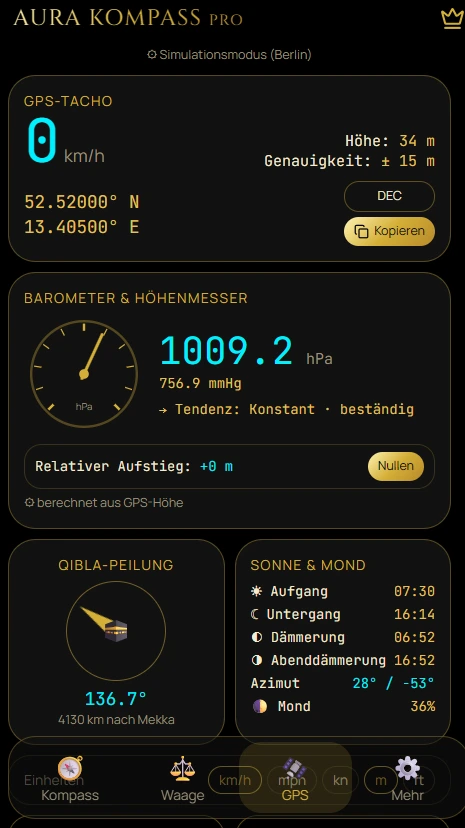 AURA KOMPASS PRO
⚙ Simulationsmodus (Berlin)
GPS-TACHO
0 km/h
Höhe: 34 m
Genauigkeit: ± 15 m
52.52000° N
13.40500° E
DEC
Kopieren
BAROMETER & HÖHENMESSER
hPa
1009.2 hPa
756.9 mmHg
→ Tendenz: Konstant · beständig
Relativer Aufstieg: +0 m
Nullen
⚙ berechnet aus GPS-Höhe
QIBLA-PEILUNG
136.7°
4130 km nach Mekka
SONNE & MOND
☀ Aufgang 07:30
☾ Untergang 16:14
◐ Dämmerung 06:52
◑ Abenddämmerung 16:52
Azimut 28° / -53°
Mond 36%
Einheiten km/h mph kn m ft
Kompass Waage GPS Mehr